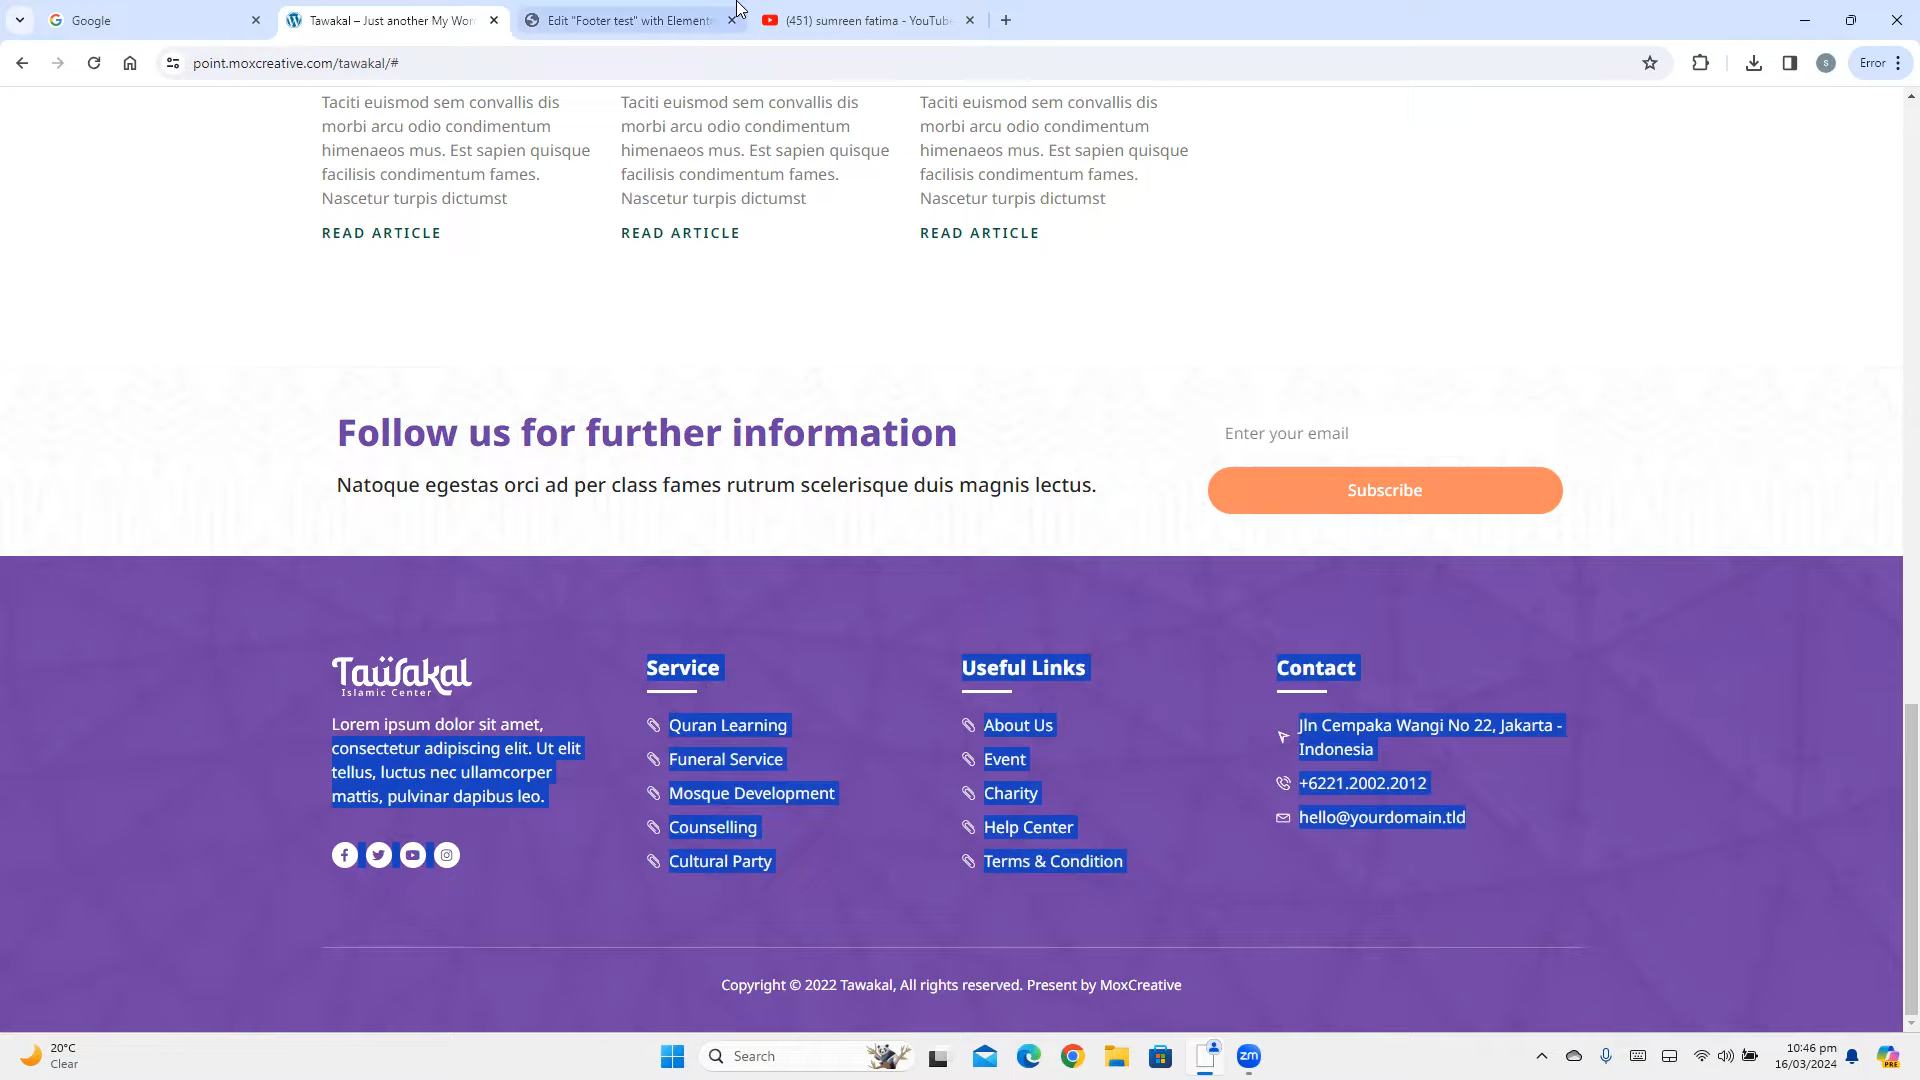 Google
Tawakal – Just another My Wor
Edit "Footer test" with Element
(451) sumreen fatima - YouTube
point.moxcreative.com/tawakal/#
S
Error
Taciti euismod sem convallis dis
morbi arcu odio condimentum
himenaeos mus. Est sapien quisque
facilisis condimentum fames.
Nascetur turpis dictumst
READ ARTICLE
Taciti euismod sem convallis dis
morbi arcu odio condimentum
himenaeos mus. Est sapien quisque
facilisis condimentum fames.
Nascetur turpis dictumst
READ ARTICLE
Taciti euismod sem convallis dis
morbi arcu odio condimentum
himenaeos mus. Est sapien quisque
facilisis condimentum fames.
Nascetur turpis dictumst
READ ARTICLE
Follow us for further information
Natoque egestas orci ad per class fames rutrum scelerisque duis magnis lectus.
Enter your email
Subscribe
Tawakal
Islamic Center
Lorem ipsum dolor sit amet,
consectetur adipiscing elit. Ut elit
tellus, luctus nec ullamcorper
mattis, pulvinar dapibus leo.
Service
Quran Learning
Funeral Service
Mosque Development
Counselling
Cultural Party
Useful Links
About Us
Event
Charity
Help Center
Terms & Condition
Contact
Jln Cempaka Wangi No 22, Jakarta -
Indonesia
+6221.2002.2012
hello@yourdomain.tld
Copyright © 2022 Tawakal, All rights reserved. Present by MoxCreative
20°C
Clear
Search
zm
10:46 pm
16/03/2024
PRE